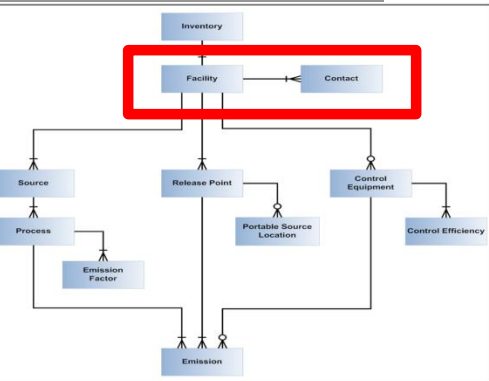 Inventory
Facility
Contact
Source
Release Point
Control
Equipment
Process
Portable Source
Location
Control Efficiency
Emission
Factor
Emission